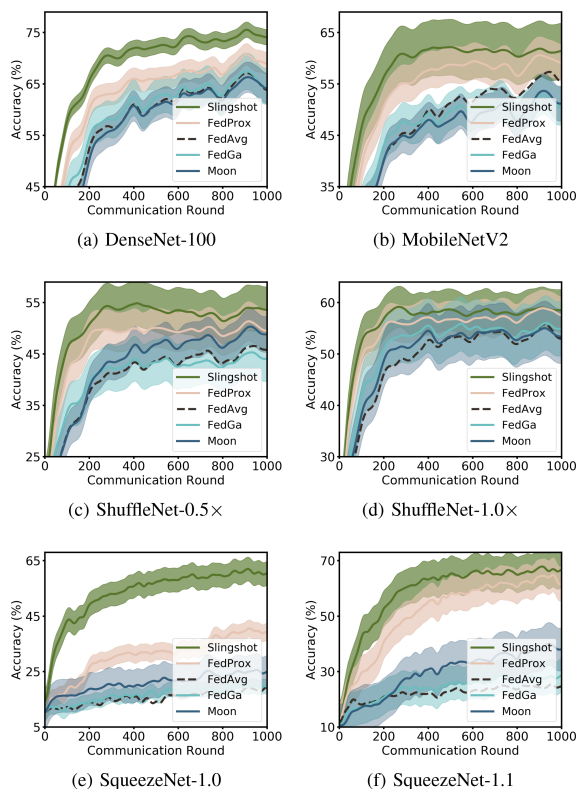 75
65
55
45
Accuracy (%)
0 200 400 600 800 1000
Communication Round
Slingshot
FedProx
FedAvg
FedGa
Moon
(a) DenseNet-100
65
55
45
35
Accuracy (%)
0 200 400 600 800 1000
Communication Round
Slingshot
FedProx
FedAvg
FedGa
Moon
(b) MobileNetV2
55
45
35
25
Accuracy (%)
0 200 400 600 800 1000
Communication Round
Slingshot
FedProx
FedAvg
FedGa
Moon
(c) ShuffleNet-0.5×
60
50
40
30
Accuracy (%)
0 200 400 600 800 1000
Communication Round
Slingshot
FedProx
FedAvg
FedGa
Moon
(d) ShuffleNet-1.0×
65
45
25
5
Accuracy (%)
0 200 400 600 800 1000
Communication Round
Slingshot
FedProx
FedAvg
FedGa
Moon
(e) SqueezeNet-1.0
70
50
30
10
Accuracy (%)
0 200 400 600 800 1000
Communication Round
Slingshot
FedProx
FedAvg
FedGa
Moon
(f) SqueezeNet-1.1